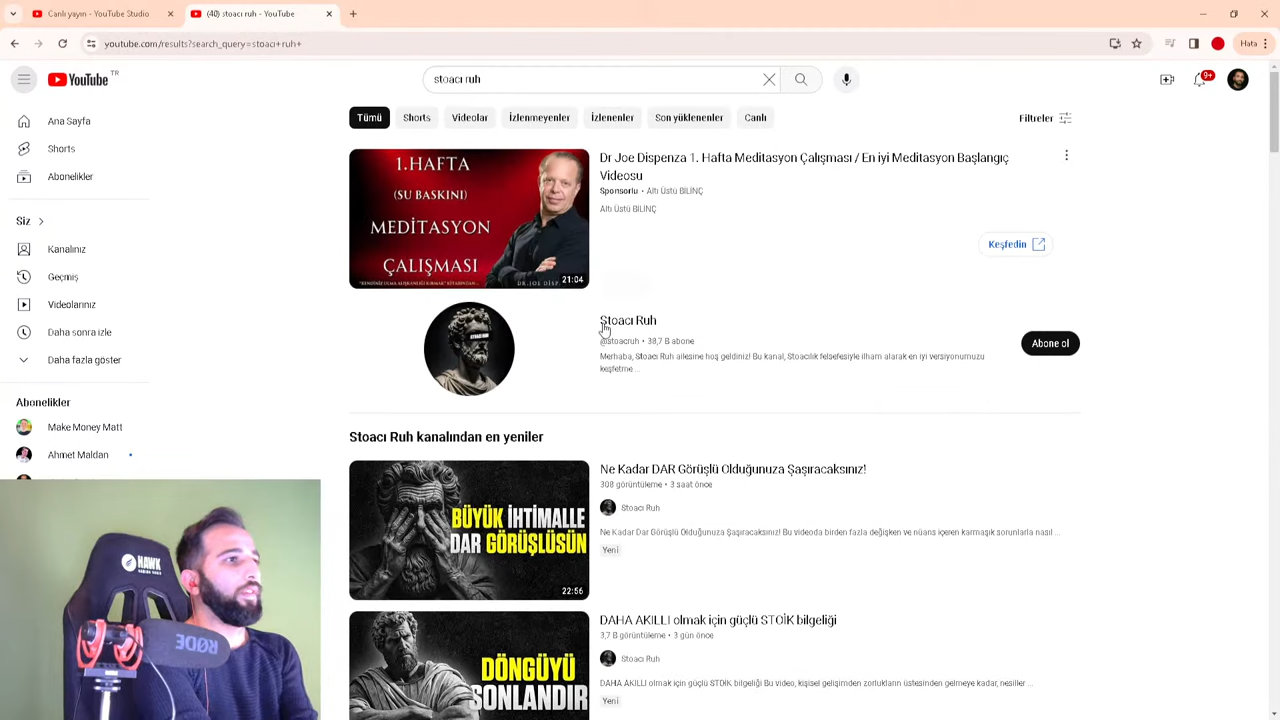 Canlı yayın - YouTube Studio
(40) stoacı ruh - YouTube
youtube.com/results?search_query=stoacı+ruh+
Hata
YouTube TR
stoacı ruh
9+
Tümü
Shorts
Videolar
İzlenmeyenler
İzlenenler
Son yüklenenler
Canlı
Filtreler
Ana Sayfa
Shorts
Abonelikler
Siz
Kanalınız
Geçmiş
Videolarınız
Daha sonra izle
Daha fazla göster
Abonelikler
Make Money Matt
Ahmet Maldan
1.HAFTA
(SU BASKINI)
MEDİTASYON
ÇALIŞMASI
21:04
Dr Joe Dispenza 1. Hafta Meditasyon Çalışması / En iyi Meditasyon Başlangıç
Videosu
Sponsorlu • Altı Üstü BİLİNÇ
Altı Üstü BİLİNÇ
Keşfedin
Stoacı Ruh
@stoacıruh • 38,7 B abone
Merhaba, Stoacı Ruh ailesine hoş geldiniz! Bu kanal, Stoacılık felsefesiyle ilham alarak en iyi versiyonumuzu
keşfetme ...
Abone ol
Stoacı Ruh kanalından en yeniler
BÜYÜK İHTİMALLE
DAR GÖRÜŞLÜSÜN
22:56
Ne Kadar DAR Görüşlü Olduğunuza Şaşıracaksınız!
308 görüntüleme • 3 saat önce
Stoacı Ruh
Ne Kadar Dar Görüşlü Olduğunuza Şaşıracaksınız! Bu videoda birden fazla değişken ve nüans içeren karmaşık sorunlarla nasıl ...
Yeni
DÖNGÜYÜ
SONLANDIR
DAHA AKILLI olmak için güçlü STOİK bilgeliği
3,7 B görüntüleme • 3 gün önce
Stoacı Ruh
DAHA AKILLI olmak için güçlü STOİK bilgeliği Bu video, kişisel gelişimden zorlukların üstesinden gelmeye kadar, nesiller ...
Yeni
HAWK
RØDE